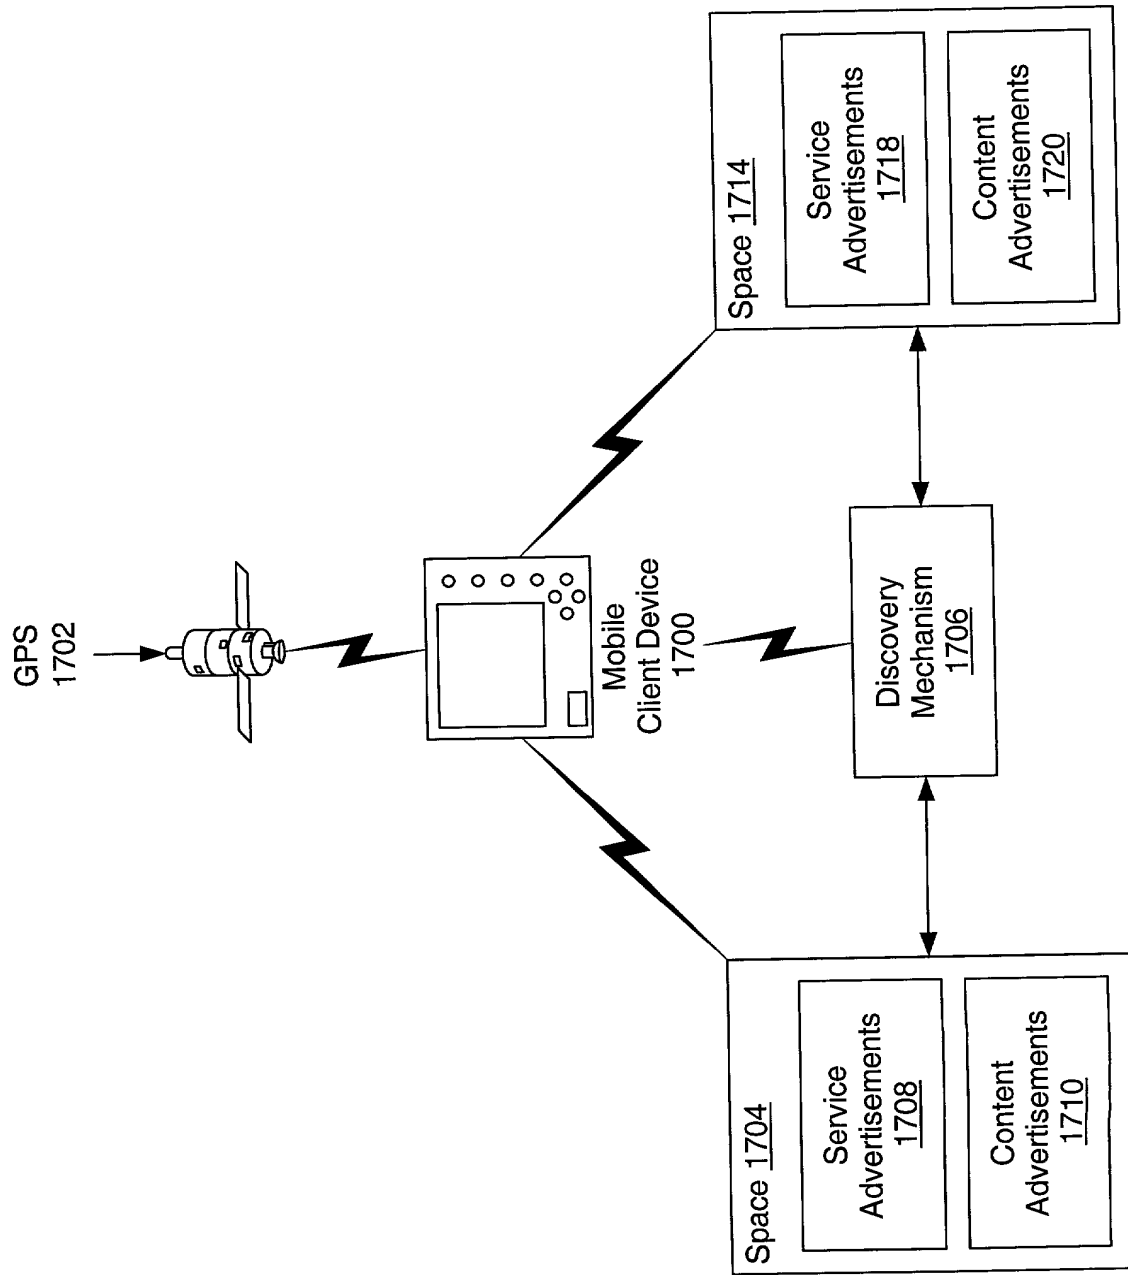 GPS
1702
Mobile
Client Device
1700
Discovery
Mechanism
1706
Space 1704
Service
Advertisements
1708
Content
Advertisements
1710
Space 1714
Service
Advertisements
1718
Content
Advertisements
1720